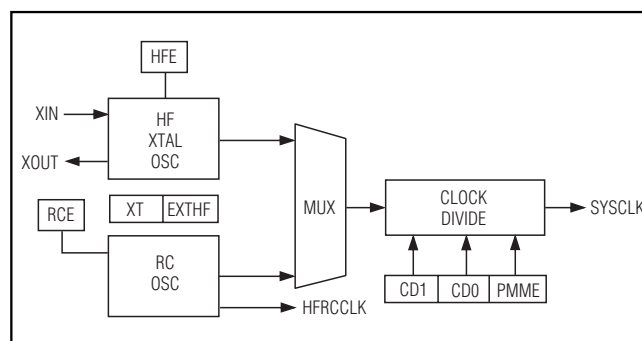 HFE
XIN
XOUT
HF
XTAL
OSC
RCE
XT EXTHF
RC
OSC
HFRCCLK
MUX
CLOCK
DIVIDE
SYSCLK
CD1 CD0 PMME